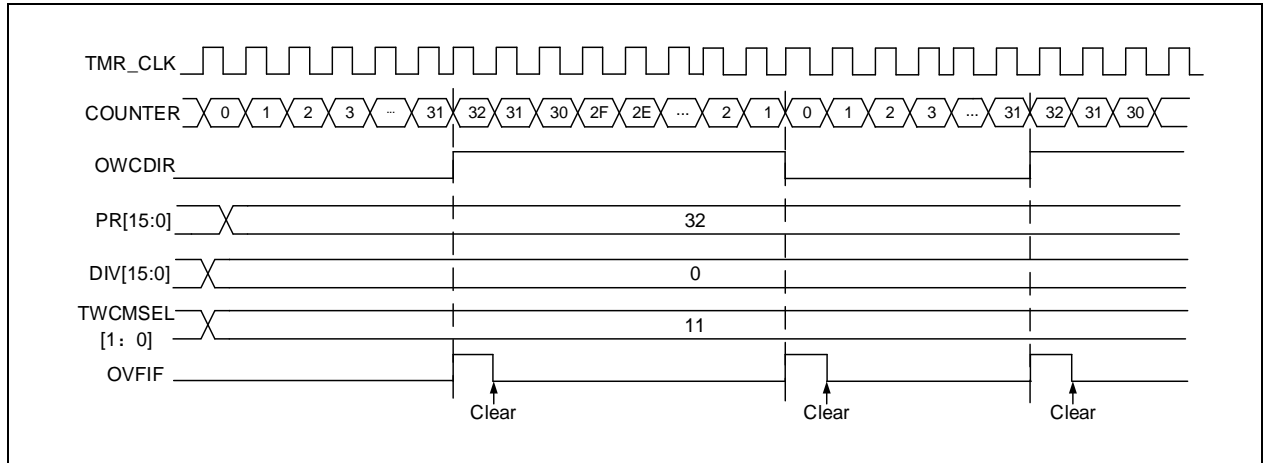 TMR_CLK
COUNTER 0 1 2 3 ... 31 32 31 30 2F 2E ... 2 1 0 1 2 3 ... 31 32 31 30
OWCDIR
PR[15:0] 32
DIV[15:0] 0
TWCMSEL
[1：0] 11
OVFIF
Clear Clear Clear